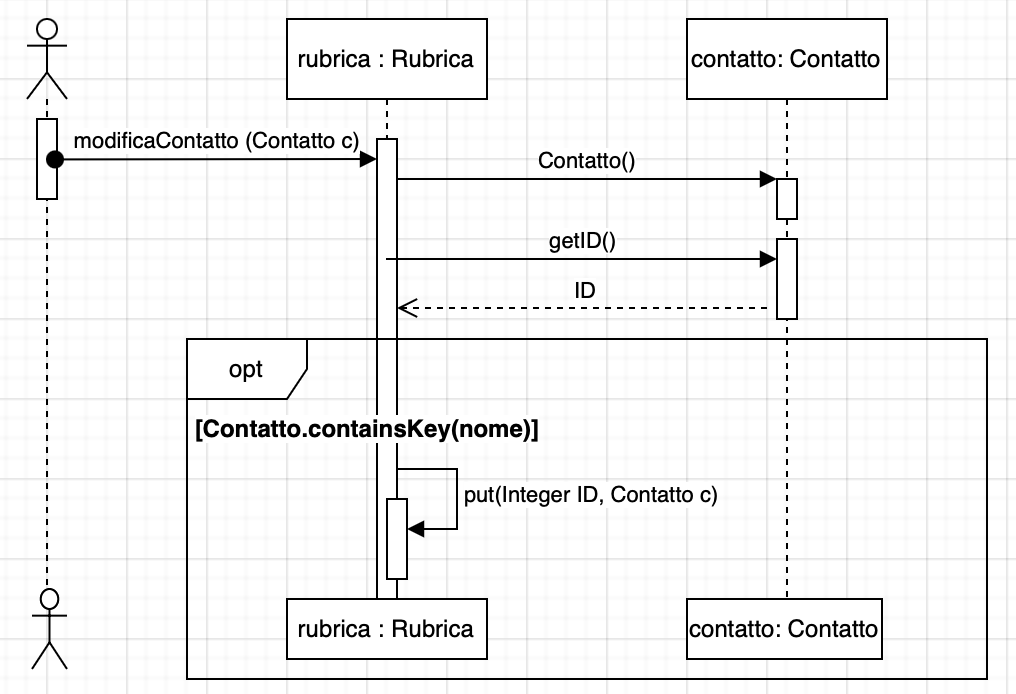 rubrica : Rubrica
contatto: Contatto
modificaContatto (Contatto c)
Contatto()
getID()
ID
opt
[Contatto.containsKey(nome)]
put(Integer ID, Contatto c)
rubrica : Rubrica
contatto: Contatto